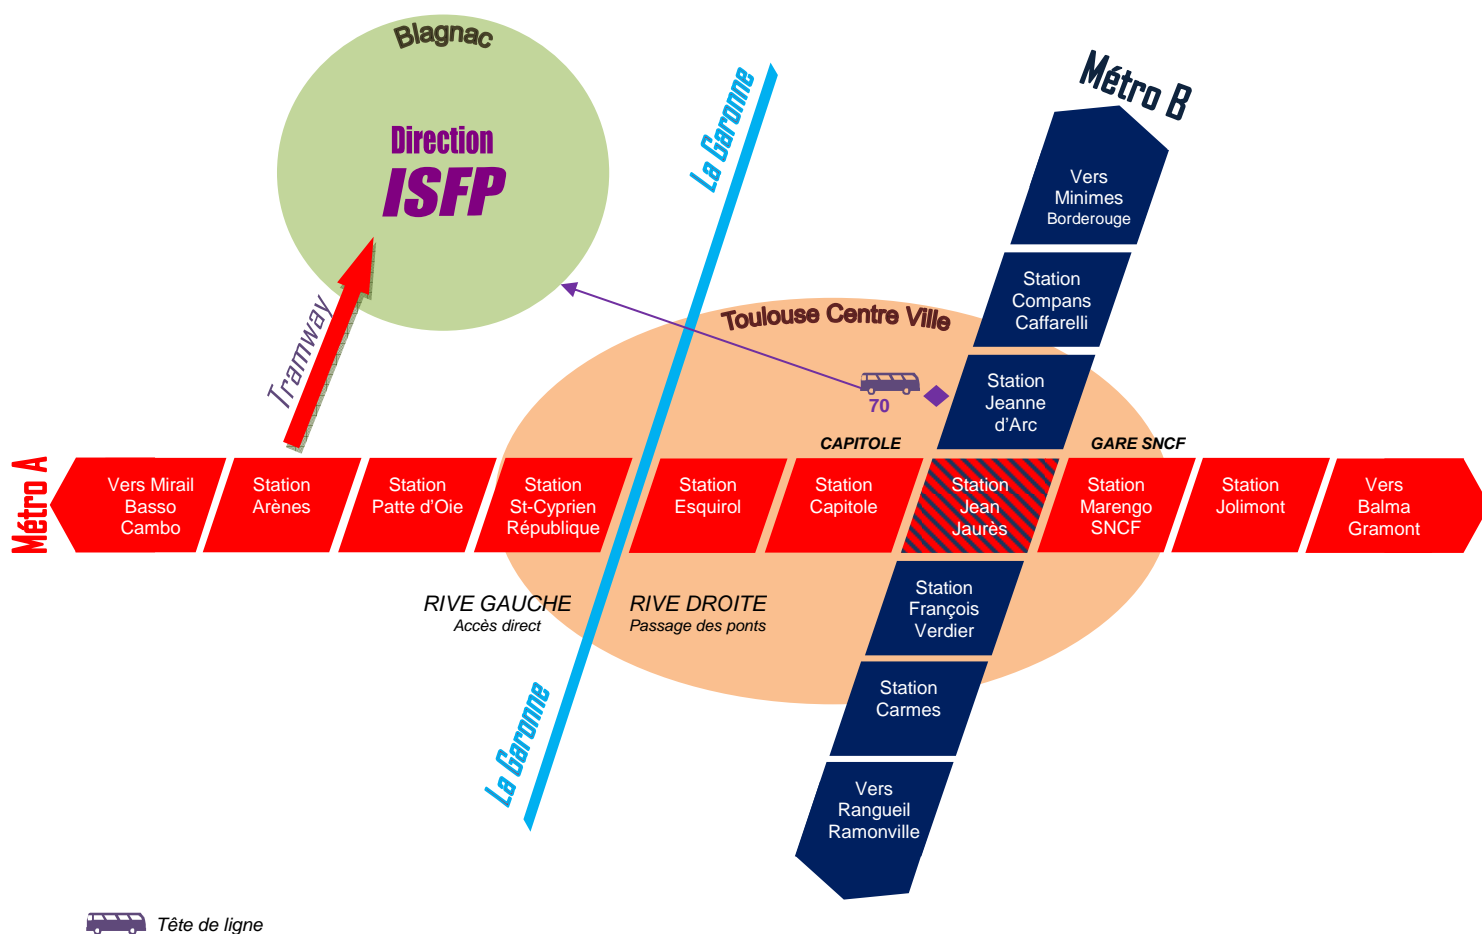 Blagnac
Direction
ISFP
La Garonne
Métro B
Vers
Minimes
Borderouge
Station
Compans
Caffarelli
Toulouse Centre Ville
Tramway
70
Station
Jeanne
d'Arc
CAPITOLE
GARE SNCF
Métro A
Vers Mirail
Basso
Cambo
Station
Arènes
Station
Patte d'Oie
Station
St-Cyprien
République
Station
Esquirol
Station
Capitole
Station
Jean
Jaurès
Station
Marengo
SNCF
Station
Jolimont
Vers
Balma
Gramont
RIVE GAUCHE
Accès direct
RIVE DROITE
Passage des ponts
Station
François
Verdier
La Garonne
Station
Carmes
Vers
Rangueil
Ramonville
Tête de ligne